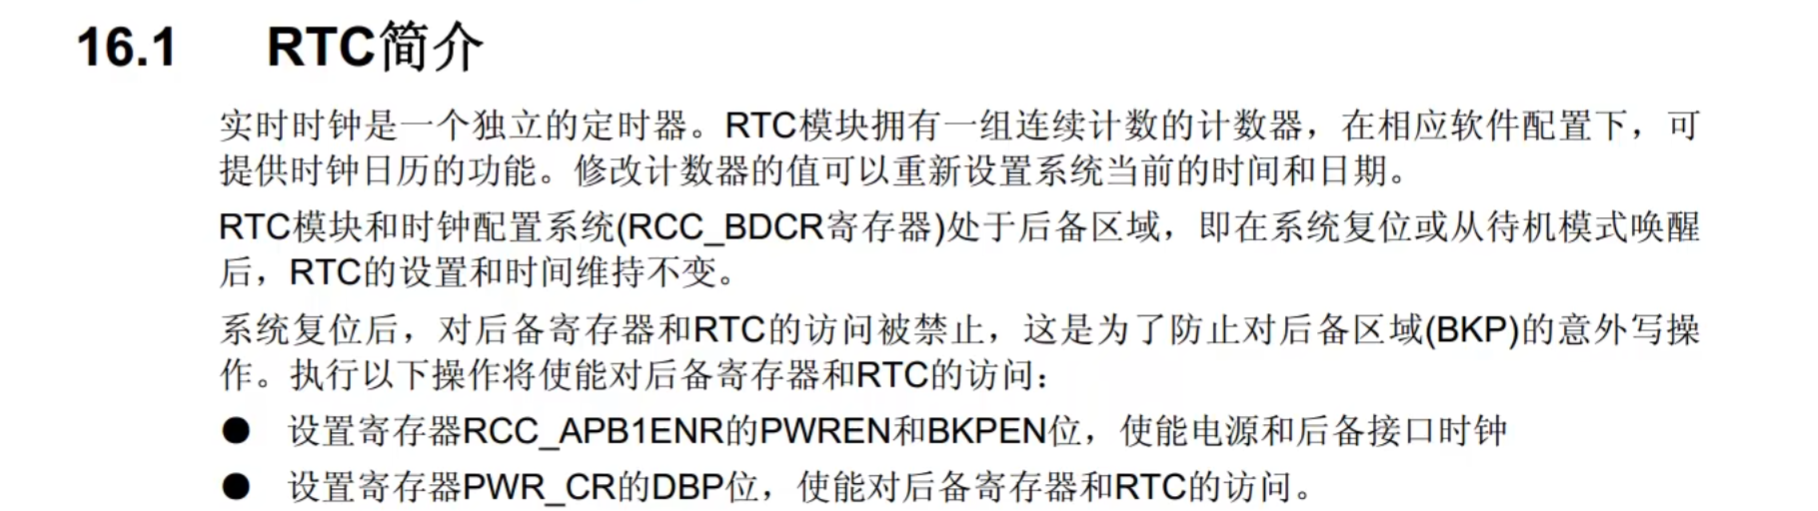 16.1 RTC简介
实时时钟是一个独立的定时器。RTC模块拥有一组连续计数的计数器，在相应软件配置下，可
提供时钟日历的功能。修改计数器的值可以重新设置系统当前的时间和日期。
RTC模块和时钟配置系统(RCC_BDCR寄存器)处于后备区域，即在系统复位或从待机模式唤醒
后，RTC的设置和时间维持不变。
系统复位后，对后备寄存器和RTC的访问被禁止，这是为了防止对后备区域(BKP)的意外写操
作。执行以下操作将使能对后备寄存器和RTC的访问：
● 设置寄存器RCC_APB1ENR的PWREN和BKPEN位，使能电源和后备接口时钟
● 设置寄存器PWR_CR的DBP位，使能对后备寄存器和RTC的访问。